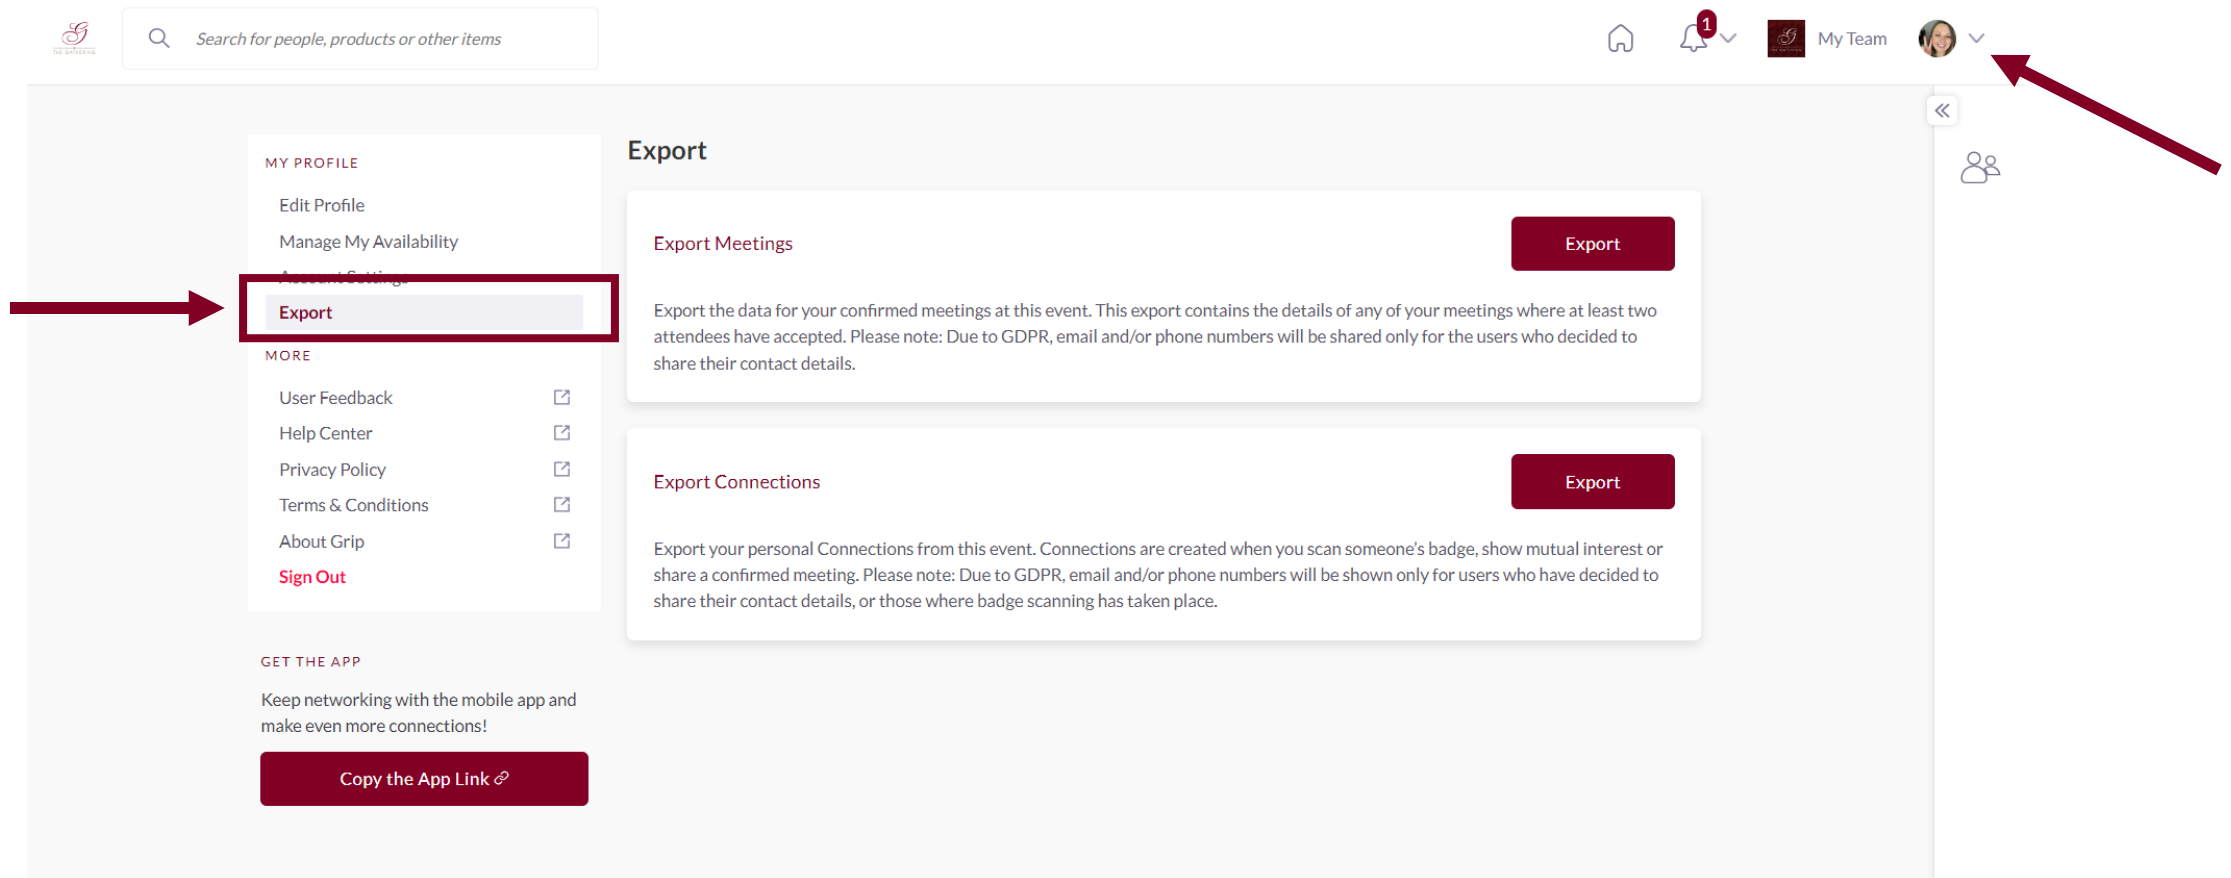 THE GATHERING
Search for people, products or other items
1
My Team
MY PROFILE
Edit Profile
Manage My Availability
Account Settings
Export
MORE
User Feedback
Help Center
Privacy Policy
Terms & Conditions
About Grip
Sign Out
GET THE APP
Keep networking with the mobile app and
make even more connections!
Copy the App Link
Export
Export Meetings
Export
Export the data for your confirmed meetings at this event. This export contains the details of any of your meetings where at least two
attendees have accepted. Please note: Due to GDPR, email and/or phone numbers will be shared only for the users who decided to
share their contact details.
Export Connections
Export
Export your personal Connections from this event. Connections are created when you scan someone’s badge, show mutual interest or
share a confirmed meeting. Please note: Due to GDPR, email and/or phone numbers will be shown only for users who have decided to
share their contact details, or those where badge scanning has taken place.